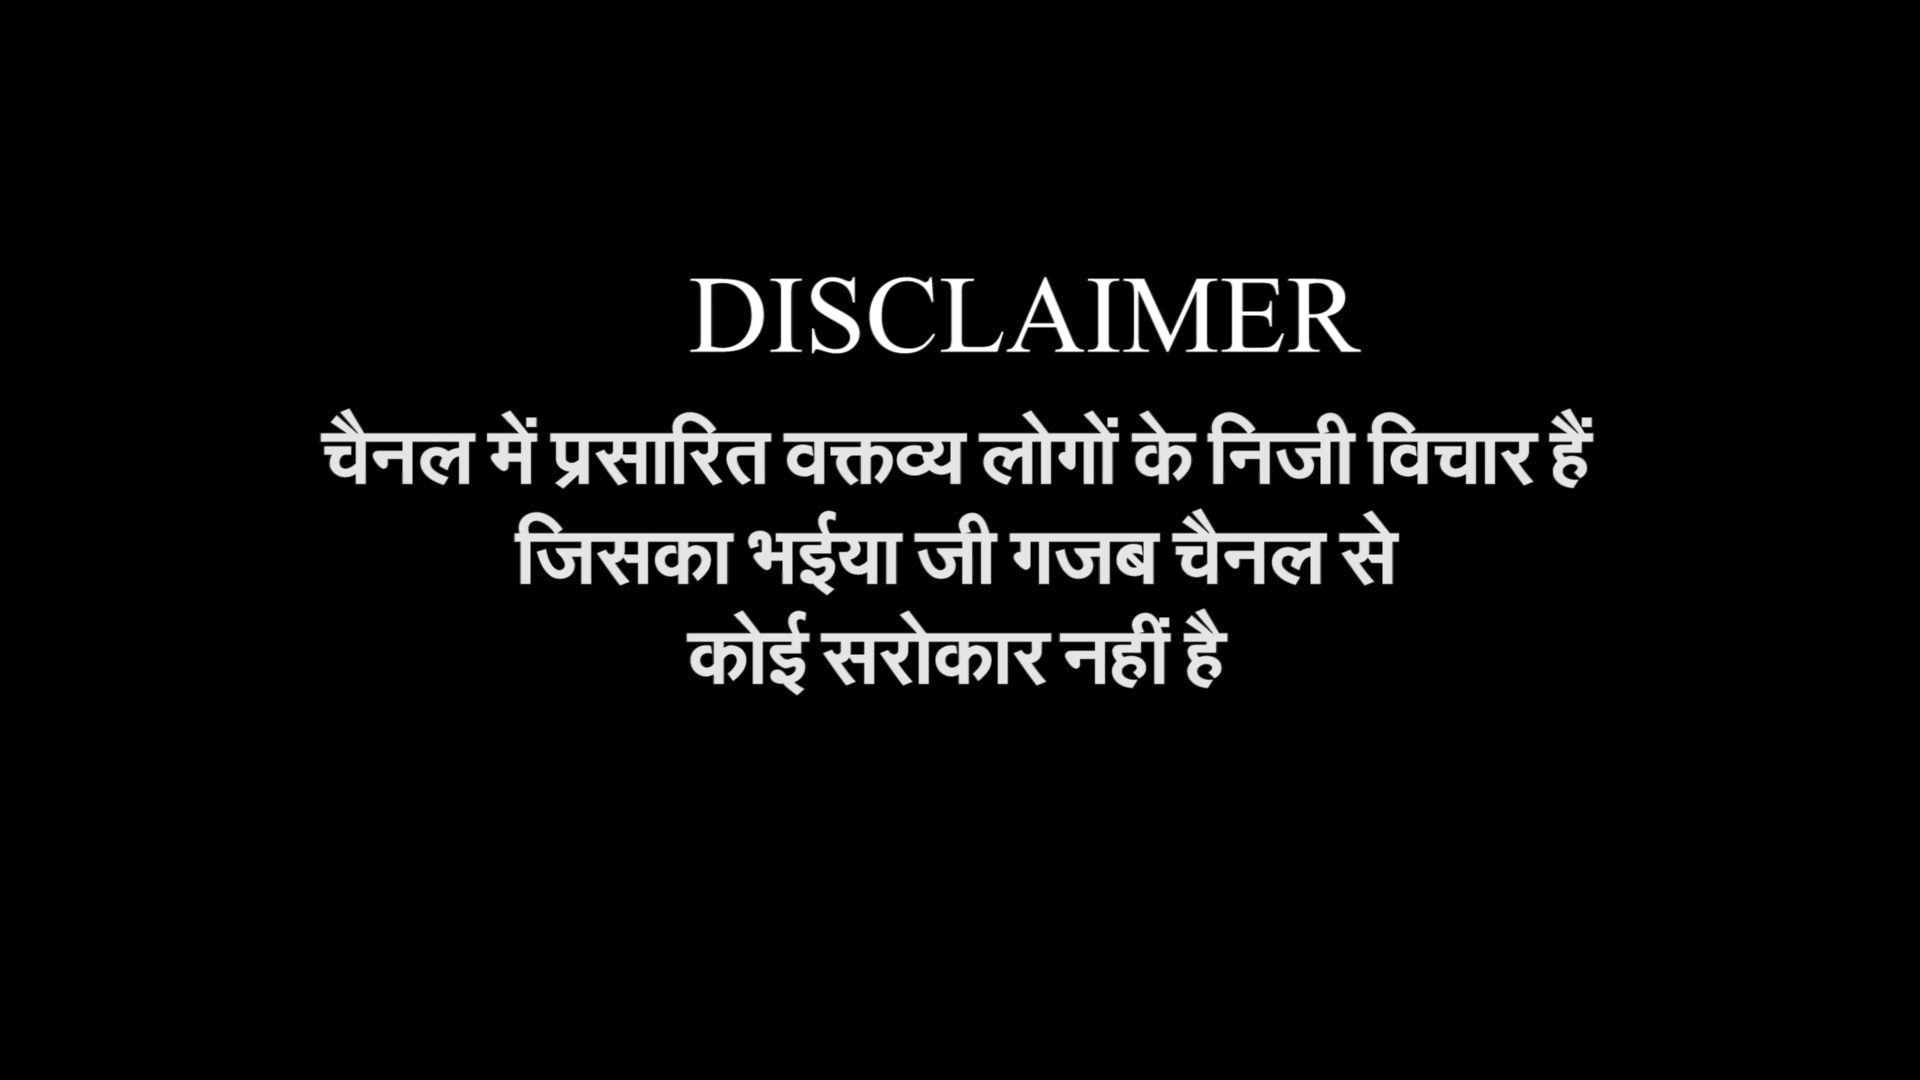 DISCLAIMER
चैनल में प्रसारित वक्तव्य लोगों के निजी विचार हैं
जिसका भईया जी गजब चैनल से
कोई सरोकार नहीं है